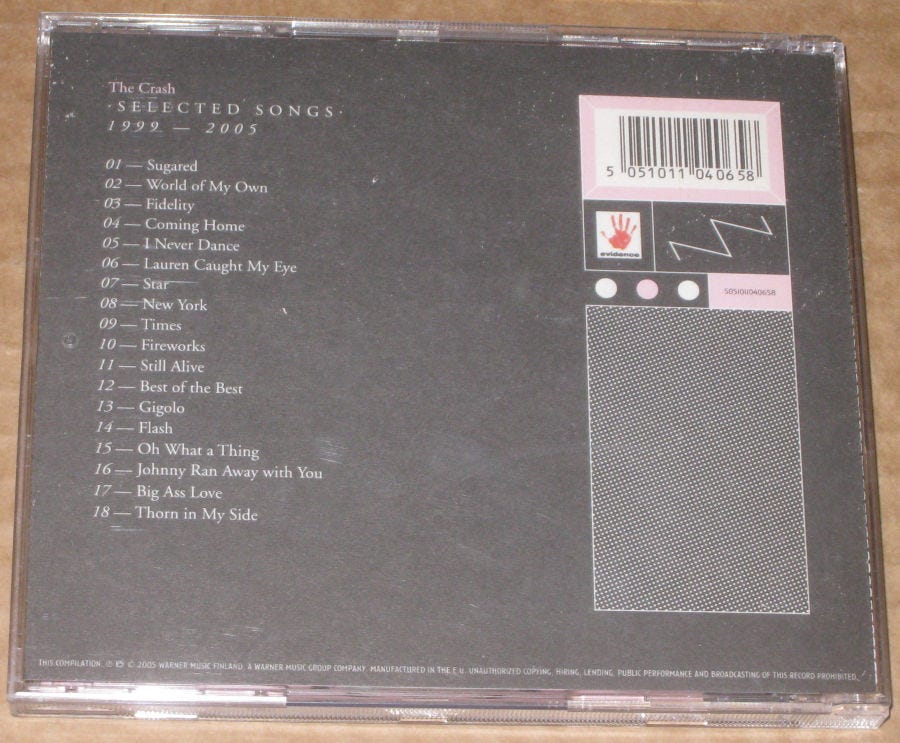 The Crash
·SELECTED SONGS·
1999 — 2005
01 — Sugared
02 — World of My Own
03 — Fidelity
04 — Coming Home
05 — I Never Dance
06 — Lauren Caught My Eye
07 — Star
08 — New York
09 — Times
10 — Fireworks
11 — Still Alive
12 — Best of the Best
13 — Gigolo
14 — Flash
15 — Oh What a Thing
16 — Johnny Ran Away with You
17 — Big Ass Love
18 — Thorn in My Side
5 051011 040658
evidence
5051011040658
THIS COMPILATION ℗ & © 2005 WARNER MUSIC FINLAND, A WARNER MUSIC GROUP COMPANY. MANUFACTURED IN THE E.U. UNAUTHORIZED COPYING, HIRING, LENDING, PUBLIC PERFORMANCE AND BROADCASTING OF THIS RECORD PROHIBITED.